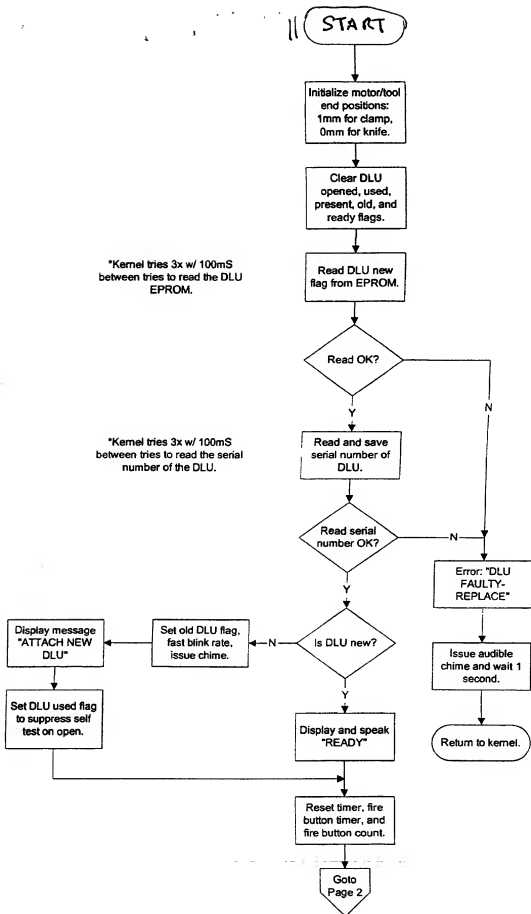 START
Initialize motor/tool
end positions:
1mm for clamp,
0mm for knife.
Clear DLU
opened, used,
present, old, and
ready flags.
*Kernel tries 3x w/ 100mS
between tries to read the DLU
EPROM.
Read DLU new
flag from EPROM.
Read OK?
N
Y
*Kernel tries 3x w/ 100mS
between tries to read the serial
number of the DLU.
Read and save
serial number of
DLU.
Read serial
number OK?
N
Y
Error: "DLU
FAULTY-
REPLACE"
Display message
"ATTACH NEW
DLU"
Set old DLU flag,
fast blink rate,
issue chime.
N
Is DLU new?
Y
Issue audible
chime and wait 1
second.
Set DLU used flag
to suppress self
test on open.
Display and speak
"READY"
Return to kernel.
Reset timer, fire
button timer, and
fire button count.
Goto
Page 2